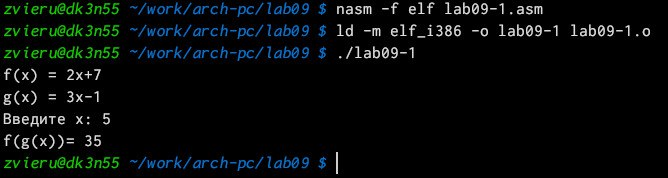 zvieru@dk3n55 ~/work/arch-pc/lab09 $ nasm -f elf lab09-1.asm
zvieru@dk3n55 ~/work/arch-pc/lab09 $ ld -m elf_i386 -o lab09-1 lab09-1.o
zvieru@dk3n55 ~/work/arch-pc/lab09 $ ./lab09-1
f(x) = 2x+7
g(x) = 3x-1
Введите x: 5
f(g(x))= 35
zvieru@dk3n55 ~/work/arch-pc/lab09 $